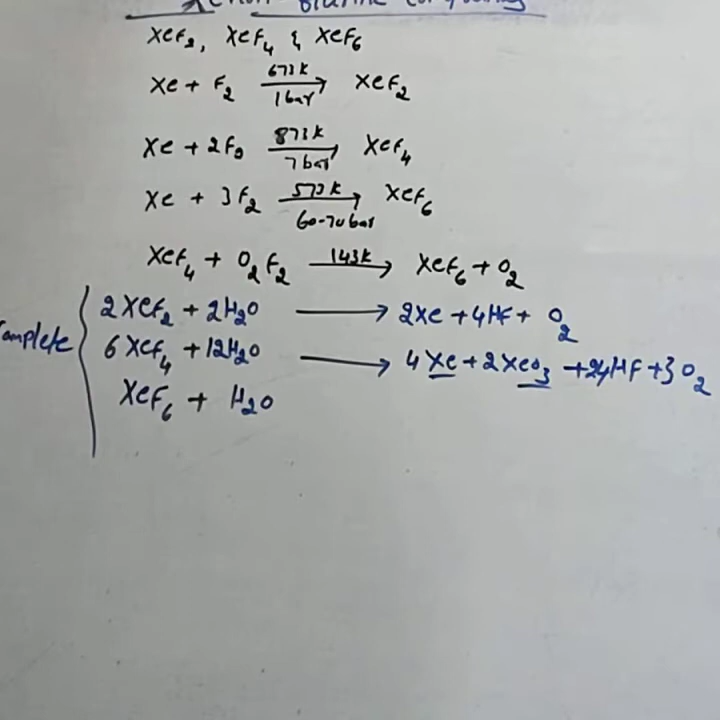 XeF₂, XeF₄ & XeF₆
Xe + F₂ —673K / 1bar→ XeF₂
Xe + 2F₂ —873K / 7bar→ XeF₄
Xe + 3F₂ —573K / 60-70bar→ XeF₆
XeF₄ + O₂F₂ —143K→ XeF₆ + O₂
2XeF₂ + 2H₂O ⟶ 2Xe + 4HF + O₂
Complete 6XeF₄ + 12H₂O ⟶ 4Xe + 2XeO₃ + 24HF + 3O₂
XeF₆ + H₂O